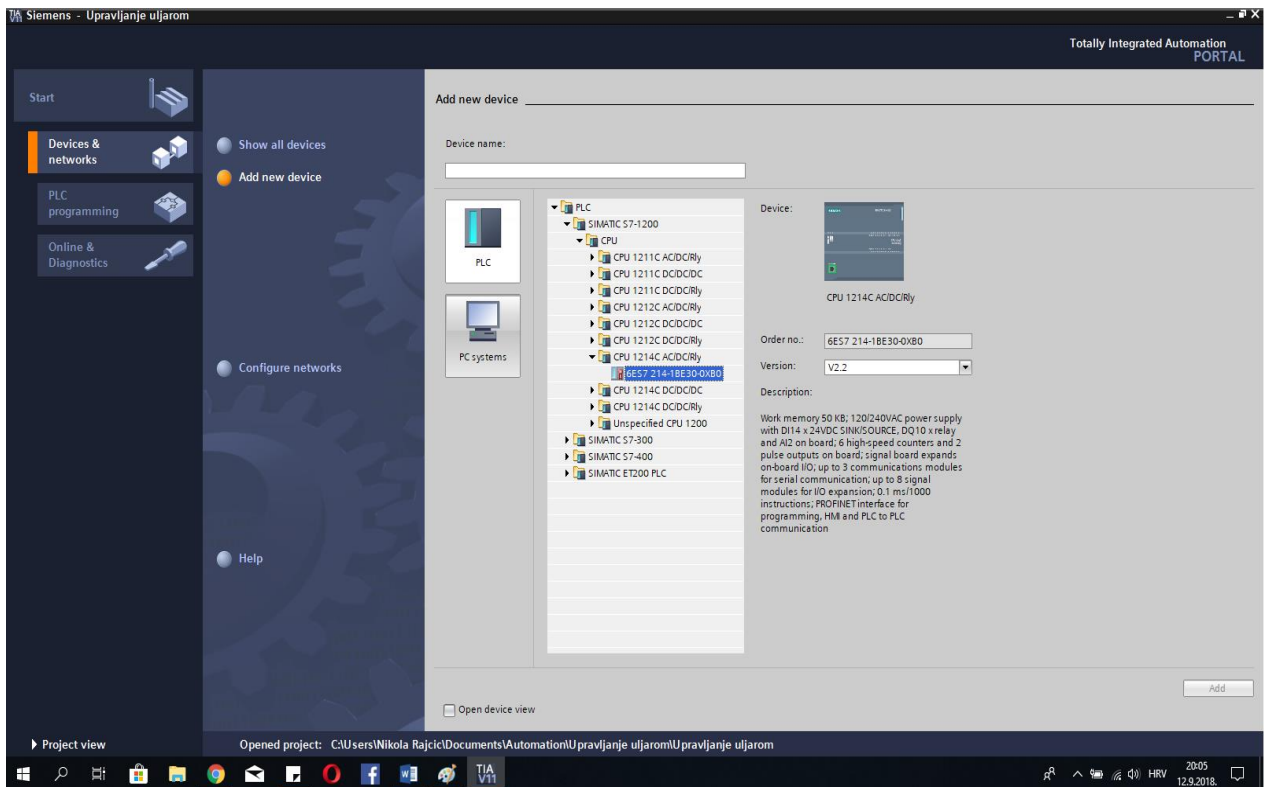 Siemens - Upravljanje uljarom
Totally Integrated Automation
PORTAL
Start
Devices &
networks
PLC
programming
Online &
Diagnostics
Show all devices
Add new device
Configure networks
Help
Add new device
Device name:
PLC
PC systems
PLC
SIMATIC S7-1200
CPU
CPU 1211C AC/DC/Rly
CPU 1211C DC/DC/DC
CPU 1211C DC/DC/Rly
CPU 1212C AC/DC/Rly
CPU 1212C DC/DC/DC
CPU 1212C DC/DC/Rly
CPU 1214C AC/DC/Rly
6ES7 214-1BE30-0XB0
CPU 1214C DC/DC/DC
CPU 1214C DC/DC/Rly
Unspecified CPU 1200
SIMATIC S7-300
SIMATIC S7-400
SIMATIC ET200 PLC
Device:
CPU 1214C AC/DC/Rly
Order no.: 6ES7 214-1BE30-0XB0
Version: V2.2
Description:
Work memory 50 KB; 120/240VAC power supply
with DI14 x 24VDC SINK/SOURCE, DQ10 x relay
and AI2 on board; 6 high-speed counters and 2
pulse outputs on board; signal board expands
on-board I/O; up to 3 communications modules
for serial communication; up to 8 signal
modules for I/O expansion; 0.1 ms/1000
instructions; PROFINET interface for
programming, HMI and PLC to PLC
communication
Add
Open device view
Project view
Opened project: C:\Users\Nikola Rajcic\Documents\Automation\Upravljanje uljarom\Upravljanje uljarom
TIA
V11
HRV
20:05
12.9.2018.